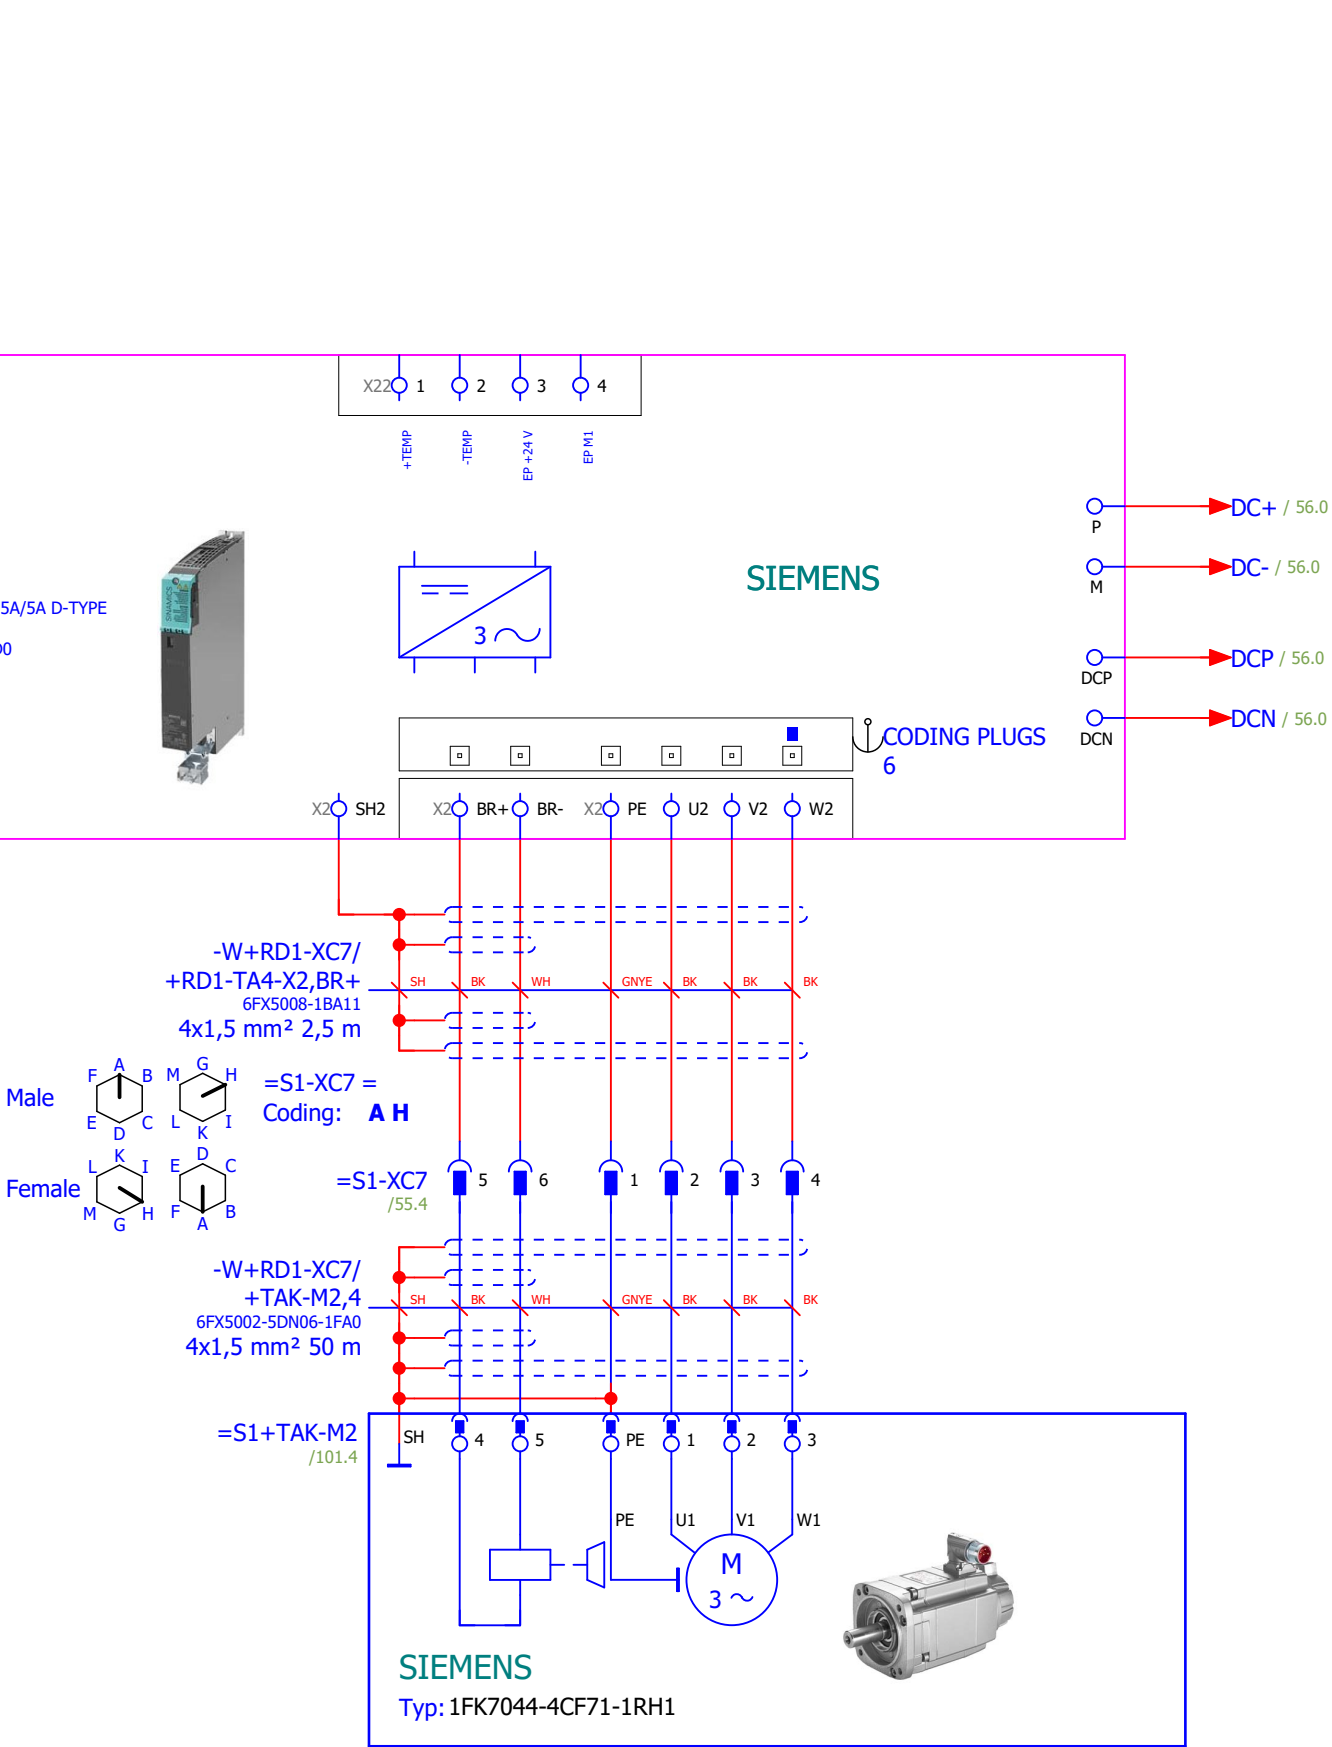 X22 1 2 3 4
+TEMP
-TEMP
EP +24 V
EP M1
P
DC+ / 56.0
M
DC- / 56.0
SIEMENS
5A/5A D-TYPE
3
DCP
DCP / 56.0
DCN
DCN / 56.0
CODING PLUGS
6
X2 SH2 X2 BR+ BR- X2 PE U2 V2 W2
-W+RD1-XC7/
+RD1-TA4-X2,BR+
6FX5008-1BA11
4x1,5 mm² 2,5 m
SH BK WH GNYE BK BK BK
Male
A
F B
E C
D
G
M H
L I
K
=S1-XC7 =
Coding: A H
Female
K
L I
M H
G
D
E C
F B
A
=S1-XC7
/55.4
5 6 1 2 3 4
-W+RD1-XC7/
+TAK-M2,4
6FX5002-5DN06-1FA0
4x1,5 mm² 50 m
SH BK WH GNYE BK BK BK
=S1+TAK-M2
/101.4
SH 4 5 PE 1 2 3
PE U1 V1 W1
M
3
SIEMENS
Typ: 1FK7044-4CF71-1RH1